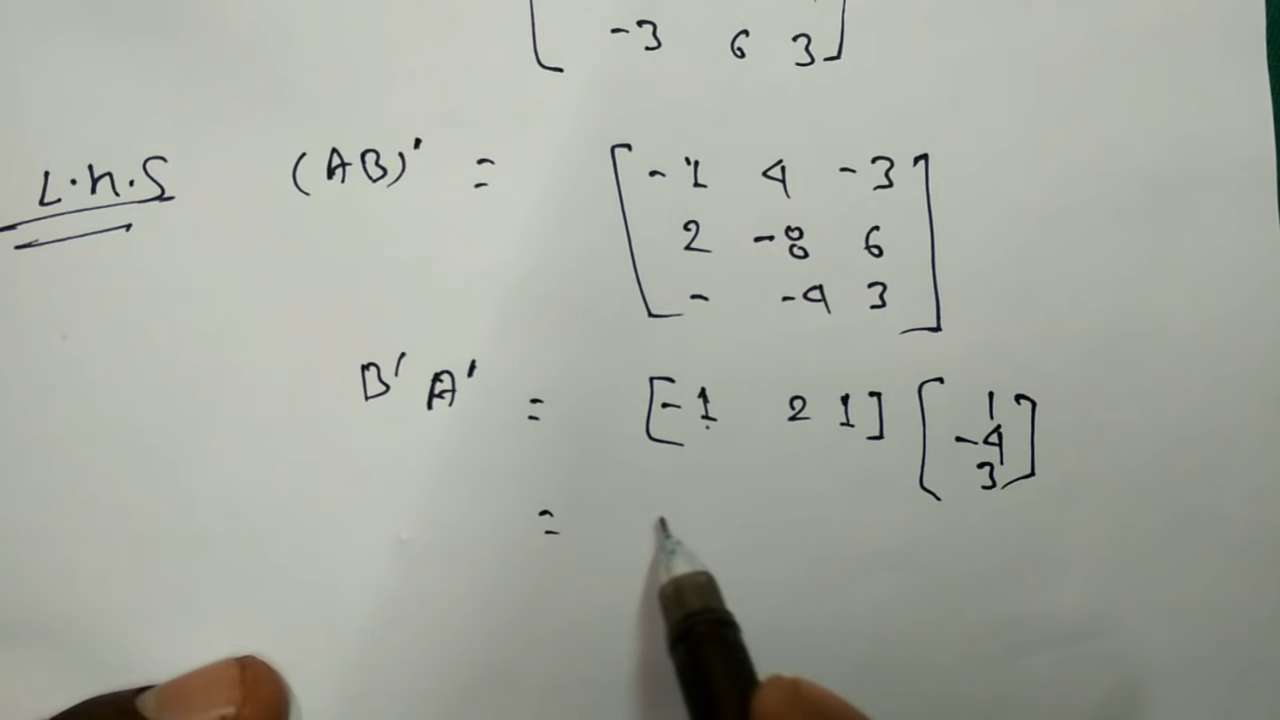 -3 6 3
L.H.S (AB)' = [ -1 4 -3
2 -8 6
- -4 3 ]
B' A' = [-1 2 1] [ 1
-4
3 ]
=